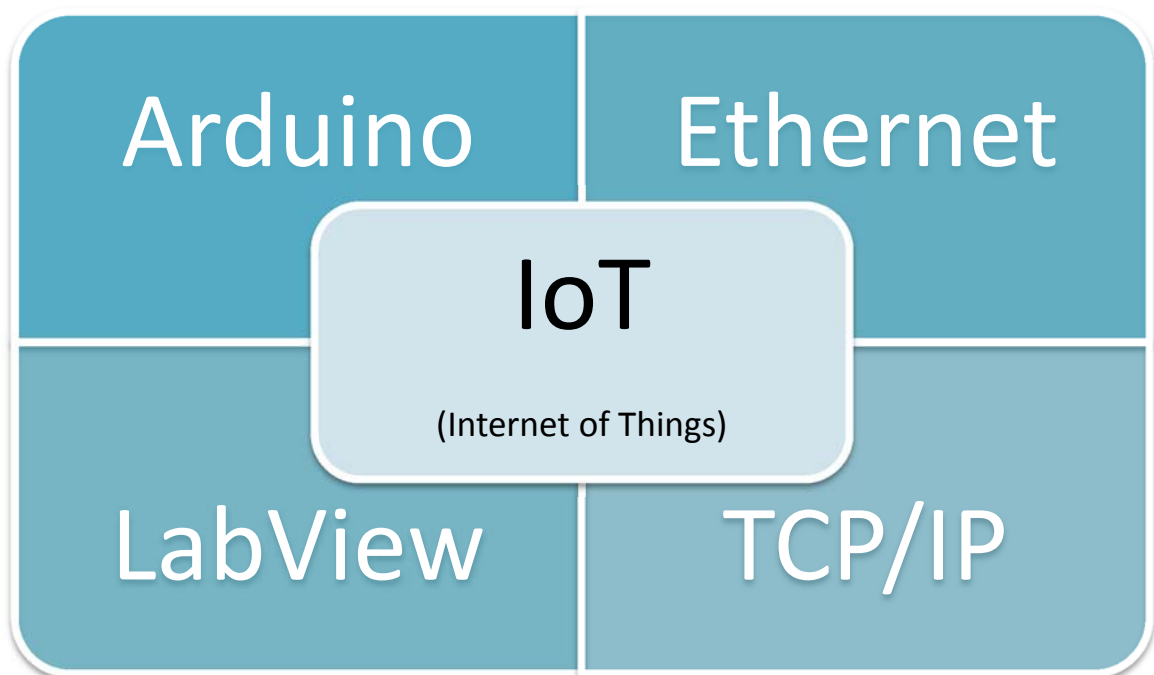 Arduino
Ethernet
IoT
(Internet of Things)
LabView
TCP/IP